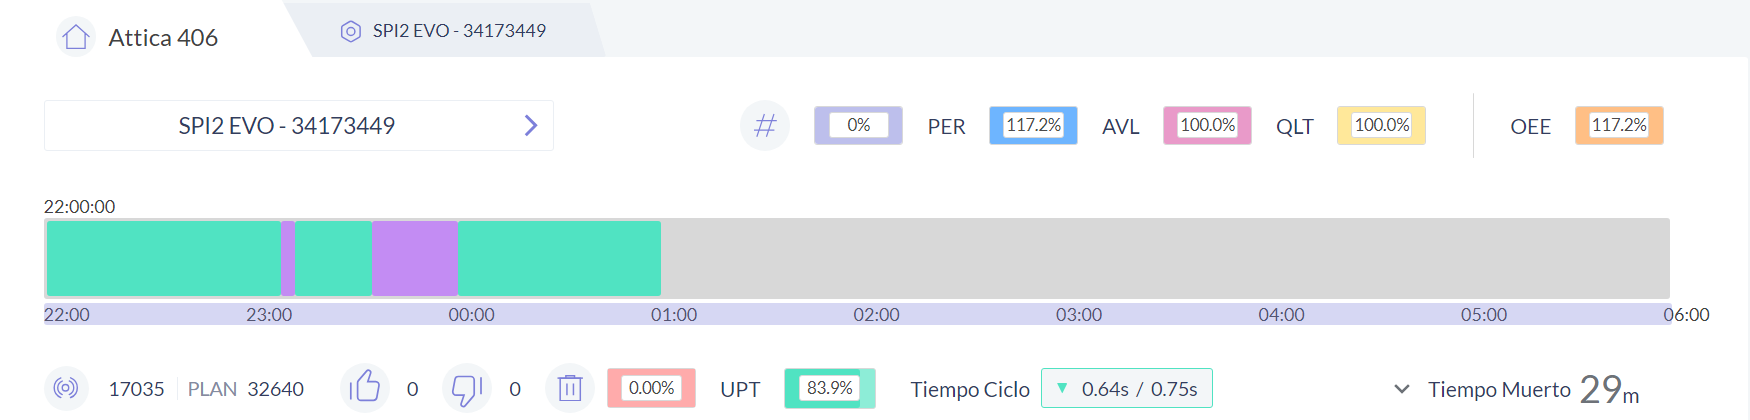 Attica 406
SPI2 EVO - 34173449
SPI2 EVO - 34173449
# 0% PER 117.2% AVL 100.0% QLT 100.0% OEE 117.2%
22:00:00
22:00 23:00 00:00 01:00 02:00 03:00 04:00 05:00 06:00
17035 PLAN 32640 0 0 0.00% UPT 83.9% Tiempo Ciclo ▼ 0.64s / 0.75s Tiempo Muerto 29m